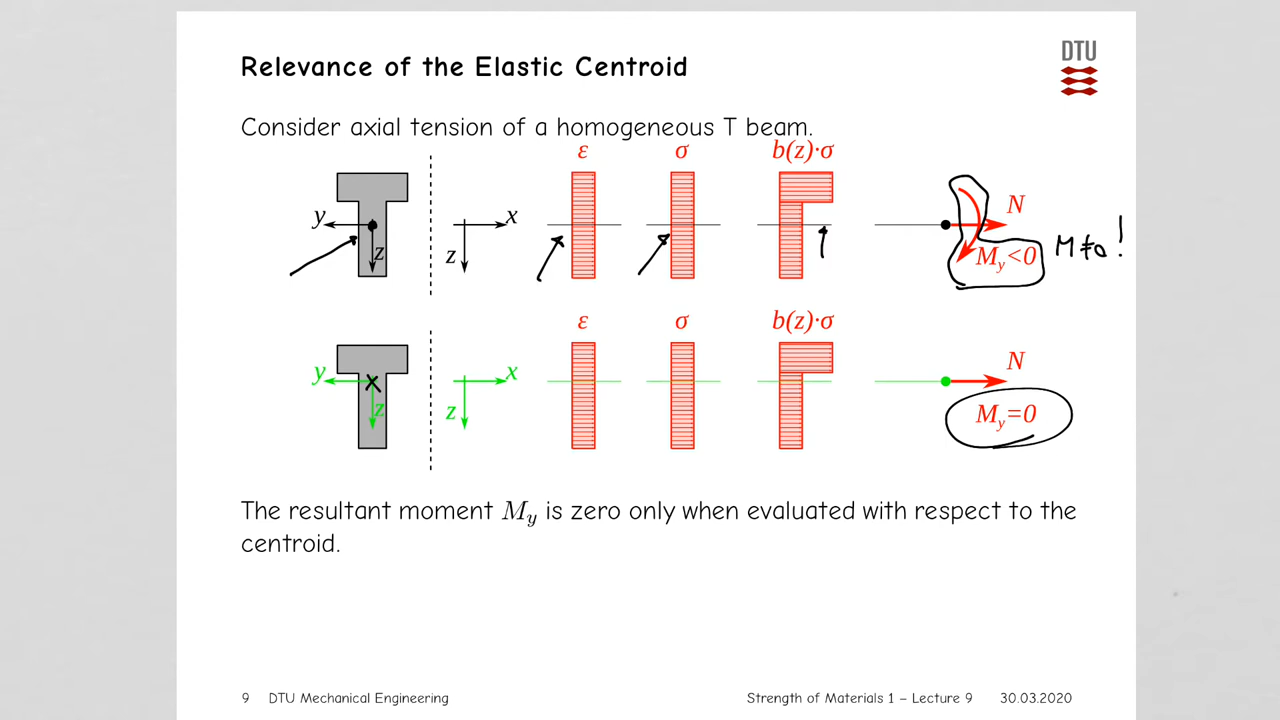 Relevance of the Elastic Centroid
DTU
Consider axial tension of a homogeneous T beam.
ε σ b(z)·σ
y z x z N
M_y<0 M≠0!
ε σ b(z)·σ
y z x z N
M_y=0
The resultant moment M_y is zero only when evaluated with respect to the
centroid.
9 DTU Mechanical Engineering Strength of Materials 1 – Lecture 9 30.03.2020